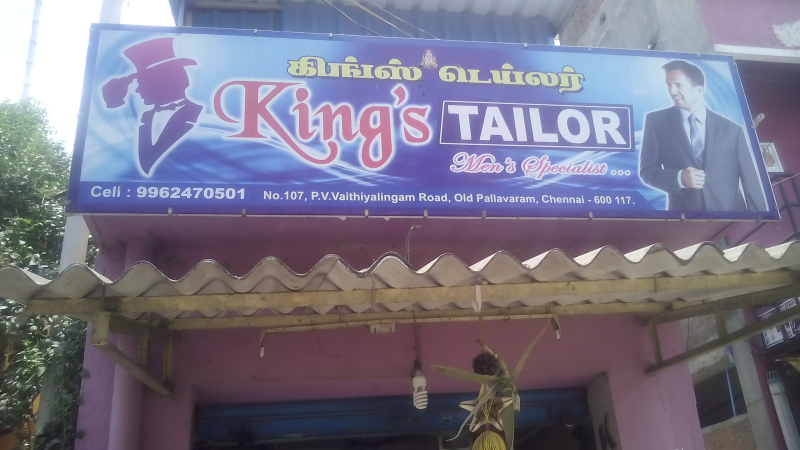 கிங்ஸ் டெய்லர்
King's TAILOR
Men's Specialist ...
Cell : 9962470501 No.107, P.V.Vaithiyalingam Road, Old Pallavaram, Chennai - 600 117.